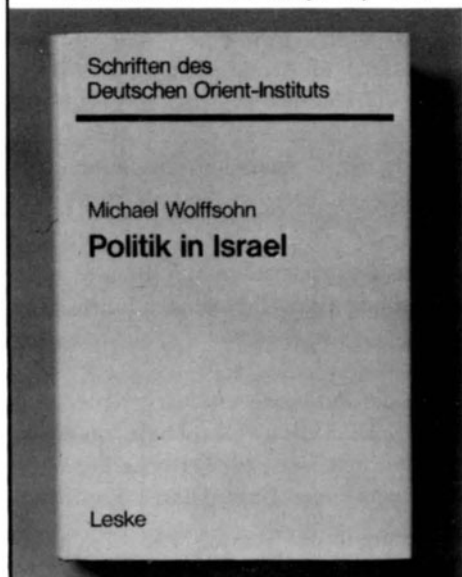 Schriften des
Deutschen Orient-Instituts
Michael Wolffsohn
Politik in Israel
Leske